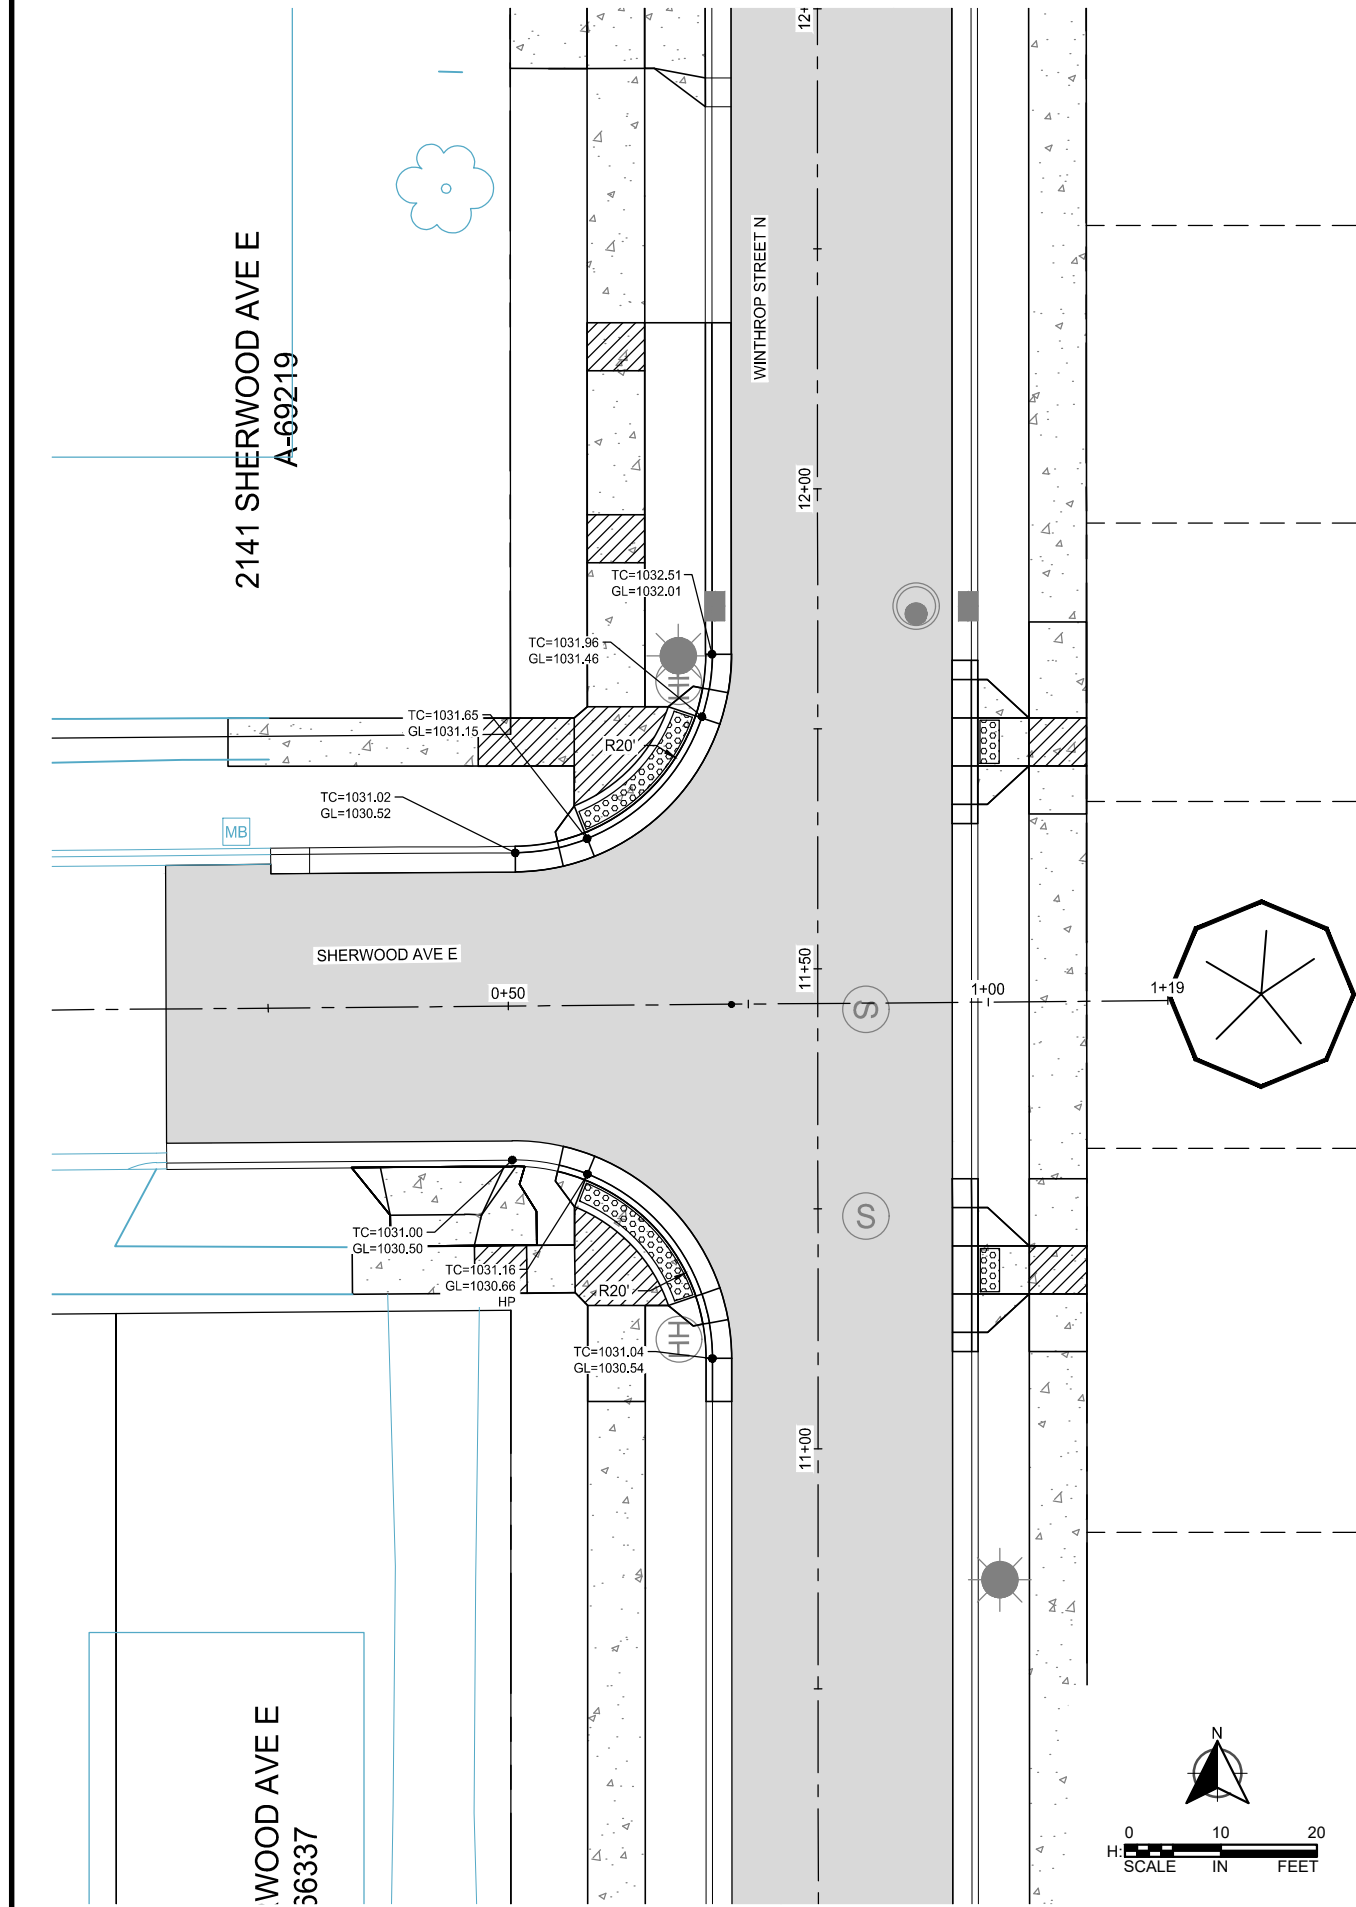 12+
WINTHROP STREET N
2141 SHERWOOD AVE E
A-69219
12+00
TC=1032.51
GL=1032.01
TC=1031.96
GL=1031.46
HH
TC=1031.65
GL=1031.15
R20'
TC=1031.02
GL=1030.52
MB
SHERWOOD AVE E
0+50
11+50
1+00
1+19
S
S
TC=1031.00
GL=1030.50
TC=1031.16
GL=1030.66
HP
R20'
HH
TC=1031.04
GL=1030.54
11+00
WOOD AVE E
66337
N
0 10 20
H:
SCALE IN FEET